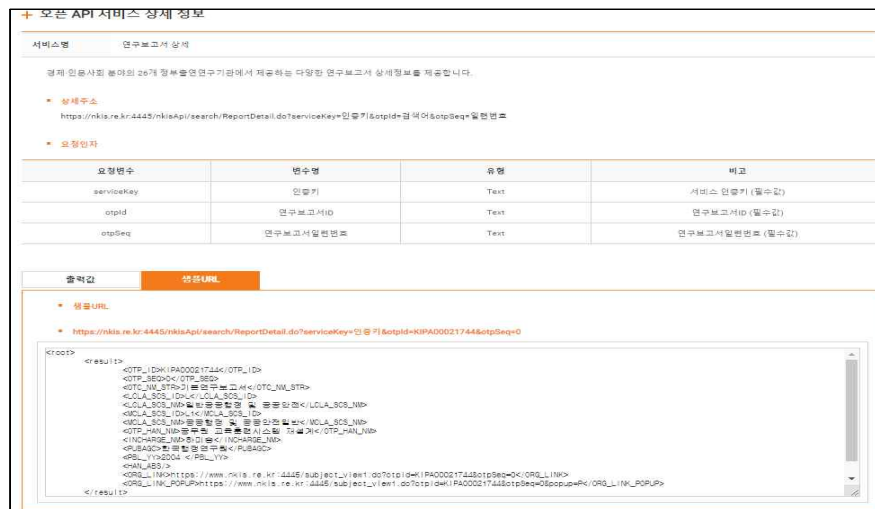 + 오픈 API 서비스 상세 정보
서비스명 연구보고서 상세
경제·인문사회 분야의 26개 정부출연연구기관에서 제공하는 다양한 연구보고서 상세정보를 제공합니다.
상세주소
https://nkis.re.kr:4445/nkisApi/search/ReportDetail.do?serviceKey=인증키&otpId=검색어&otpSeq=일련번호
요청인자
요청변수 변수명 유형 비고
serviceKey 인증키 Text 서비스 인증키 (필수값)
otpId 연구보고서ID Text 연구보고서ID (필수값)
otpSeq 연구보고서일련번호 Text 연구보고서일련번호 (필수값)
출력값 샘플URL
샘플URL
https://nkis.re.kr:4445/nkisApi/search/ReportDetail.do?serviceKey=인증키&otpId=KIPA00021744&otpSeq=0
<root>
<result>
<OTP_ID>KIPA00021744</OTP_ID>
<OTP_SEQ>0</OTP_SEQ>
<OTC_NM_STR>기본연구보고서</OTC_NM_STR>
<LCLA_SCS_ID>L</LCLA_SCS_ID>
<LCLA_SCS_NM>일반공공행정 및 공공안전</LCLA_SCS_NM>
<MCLA_SCS_ID>L1</MCLA_SCS_ID>
<MCLA_SCS_NM>공공행정 및 공공안전일반</MCLA_SCS_NM>
<OTP_HAN_NM>공무원 교육훈련시스템 재설계</OTP_HAN_NM>
<INCHARGE_NM>하미승</INCHARGE_NM>
<PUBAGC>한국행정연구원</PUBAGC>
<PBL_YY>2004 </PBL_YY>
<HAN_ABS/>
<ORG_LINK>https://www.nkis.re.kr:4445/subject_view1.do?otpId=KIPA00021744&otpSeq=0</ORG_LINK>
<ORG_LINK_POPUP>https://www.nkis.re.kr:4445/subject_view1.do?otpId=KIPA00021744&otpSeq=0&popup=P</ORG_LINK_POPUP>
</result>